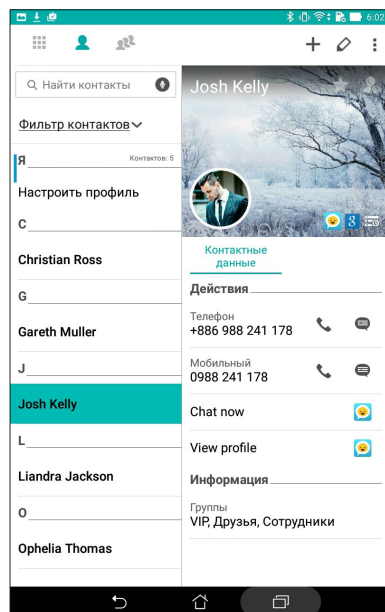 6:02
Найти контакты
Фильтр контактов
Я
Контактов: 5
Настроить профиль
C
Christian Ross
G
Gareth Muller
J
Josh Kelly
L
Liandra Jackson
O
Ophelia Thomas
Josh Kelly
8
Контактные
данные
Действия
Телефон
+886 988 241 178
Мобильный
0988 241 178
Chat now
View profile
Информация
Группы
VIP, Друзья, Сотрудники